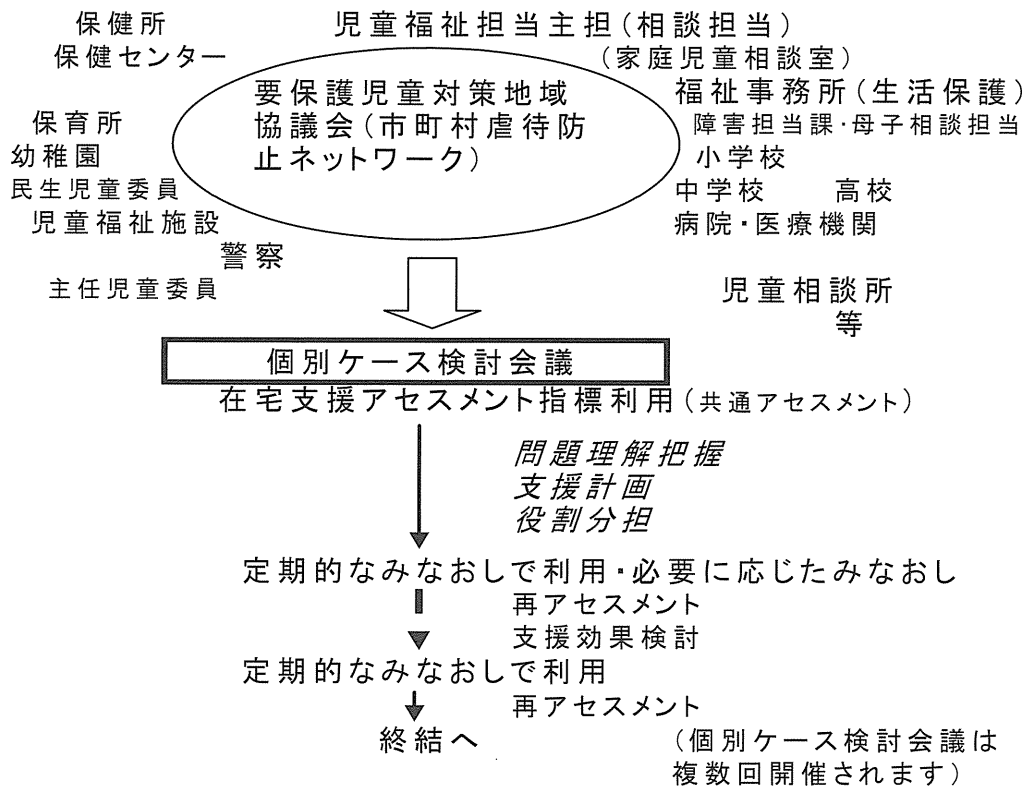 保健所
児童福祉担当主担(相談担当)
保健センター
(家庭児童相談室)
要保護児童対策地域
協議会(市町村虐待防
止ネットワーク)
福祉事務所(生活保護)
障害担当課・母子相談担当
保育所
幼稚園
小学校
民生児童委員
中学校 高校
児童福祉施設
病院・医療機関
警察
主任児童委員
児童相談所
等
個別ケース検討会議
在宅支援アセスメント指標利用(共通アセスメント)
問題理解把握
支援計画
役割分担
定期的なみなおしで利用・必要に応じたみなおし
再アセスメント
支援効果検討
定期的なみなおしで利用
再アセスメント
終結へ
(個別ケース検討会議は
複数回開催されます)